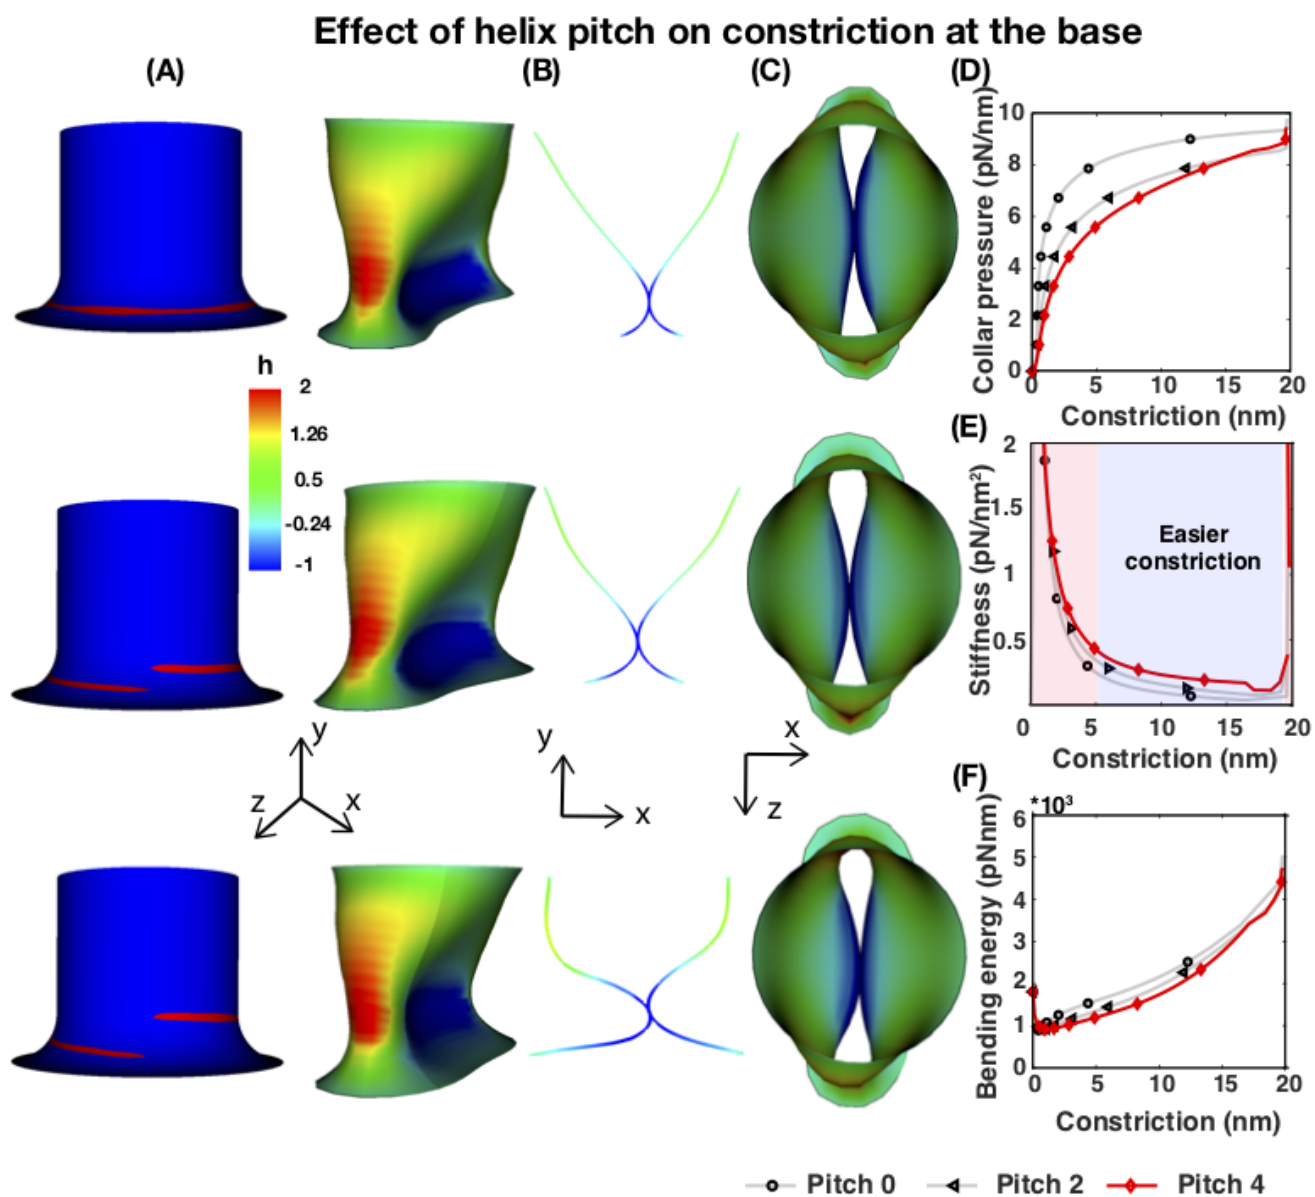 Effect of helix pitch on constriction at the base
(A)
(B)
(C)
(D)
Collar pressure (pN/nm)
10
8
6
4
2
0
0 5 10 15 20
Constriction (nm)
h
2
1.26
0.5
-0.24
-1
(E)
Stiffness (pN/nm²)
2
1.5
1
0.5
Easier
constriction
0 5 10 15 20
Constriction (nm)
y
z
x
y
x
x
z
(F)
*10³
Bending energy (pNnm)
6
5
4
3
2
1
0
0 5 10 15 20
Constriction (nm)
Pitch 0 Pitch 2 Pitch 4